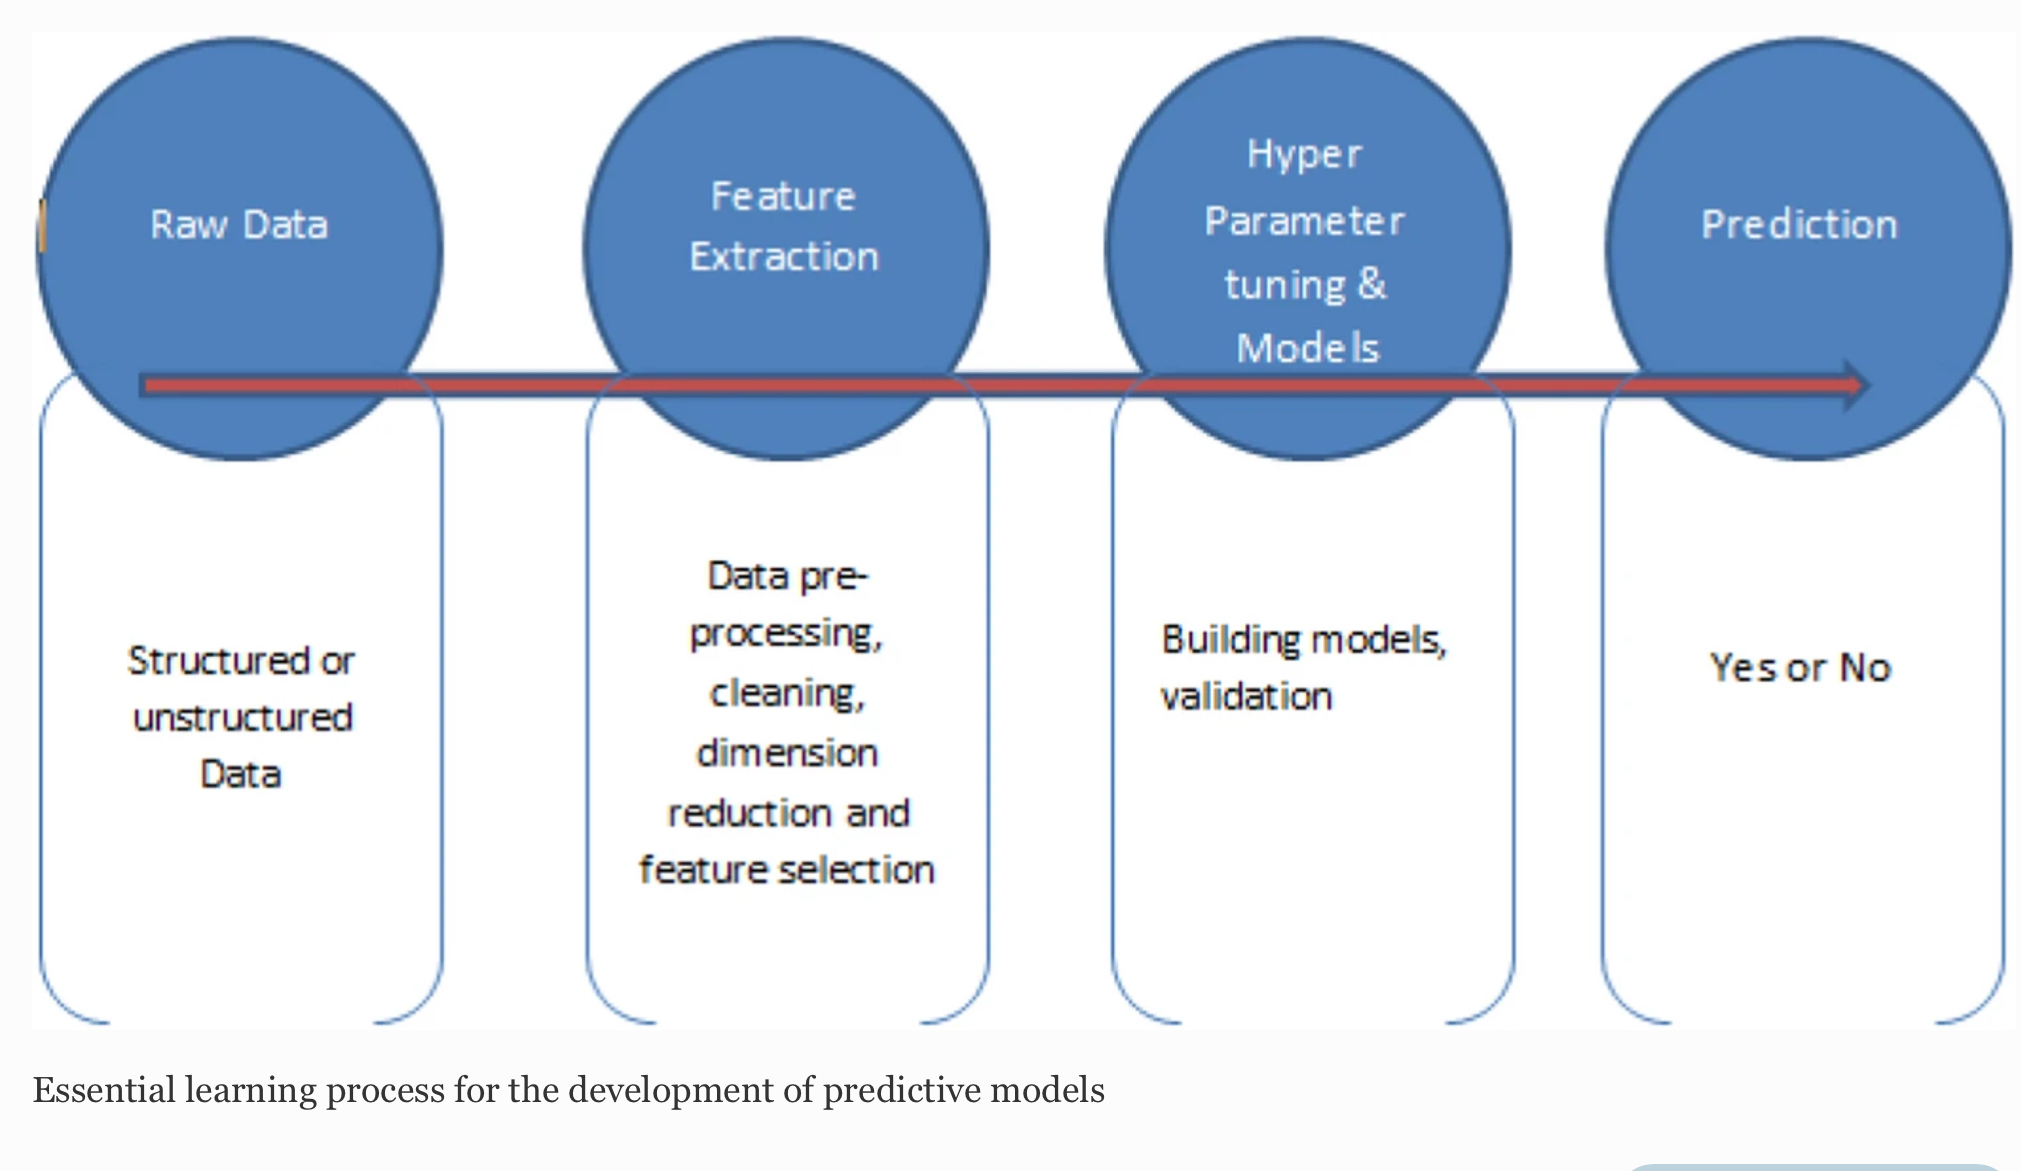 Raw Data
Feature
Extraction
Hyper
Parameter
tuning &
Models
Prediction
Structured or
unstructured
Data
Data pre-
processing,
cleaning,
dimension
reduction and
feature selection
Building models,
validation
Yes or No
Essential learning process for the development of predictive models